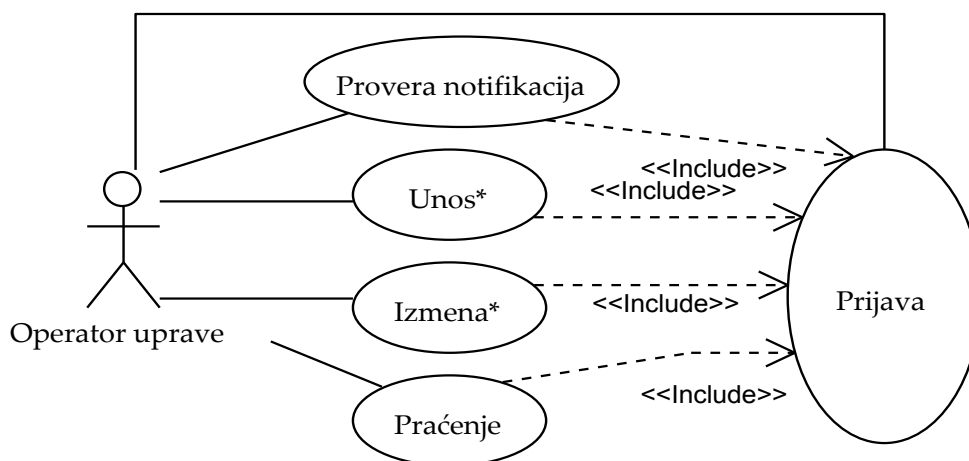 Provera notifikacija
<<Include>>
<<Include>>
Unos*
Izmena*
<<Include>>
Prijava
Operator uprave
<<Include>>
Praćenje